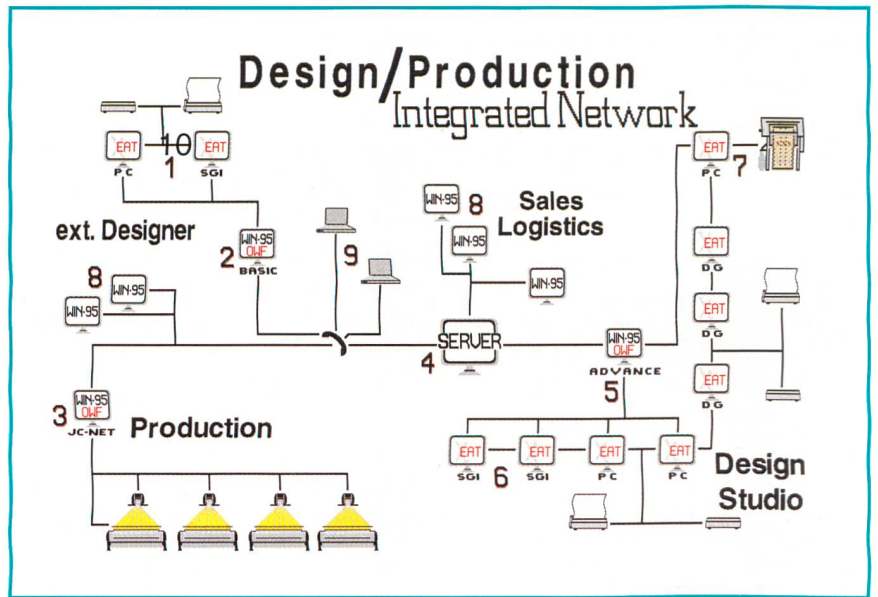 Design/Production
Integrated Network
EAT
PC
10
1
EAT
SGI
EAT
PC
7
ext. Designer
2
WIN-95
OWF
BASIC
9
WIN-95
8
WIN-95
Sales
Logistics
WIN-95
EAT
DG
EAT
DG
EAT
DG
8
WIN-95
WIN-95
4
SERVER
WIN-95
OWF
ADVANCE
5
3
WIN-95
OWF
JC-NET
Production
EAT
SGI
6
EAT
SGI
EAT
PC
EAT
PC
Design
Studio